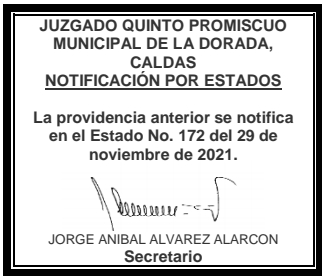 JUZGADO QUINTO PROMISCUO
MUNICIPAL DE LA DORADA,
CALDAS
NOTIFICACIÓN POR ESTADOS
La providencia anterior se notifica
en el Estado No. 172 del 29 de
noviembre de 2021.
JORGE ANIBAL ALVAREZ ALARCON
Secretario